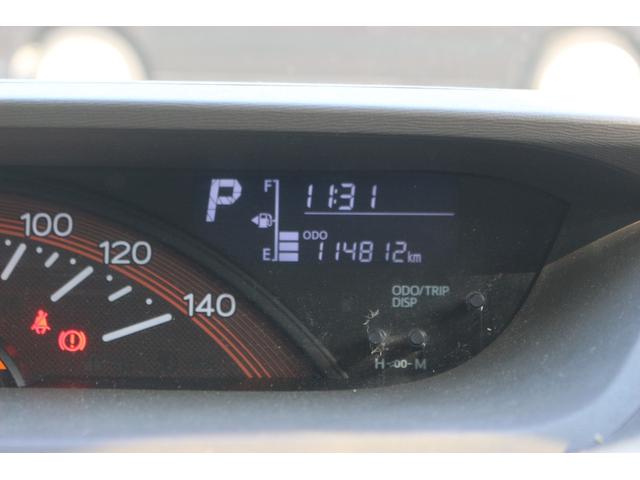 P
F
11:31
E
ODO
114812km
100
120
140
ODO/TRIP
DISP
H :00 M